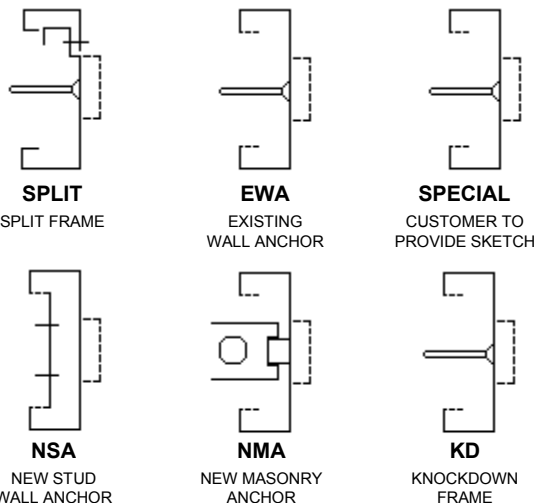 SPLIT
SPLIT FRAME
EWA
EXISTING
WALL ANCHOR
SPECIAL
CUSTOMER TO
PROVIDE SKETCH
NSA
NEW STUD
WALL ANCHOR
NMA
NEW MASONRY
ANCHOR
KD
KNOCKDOWN
FRAME